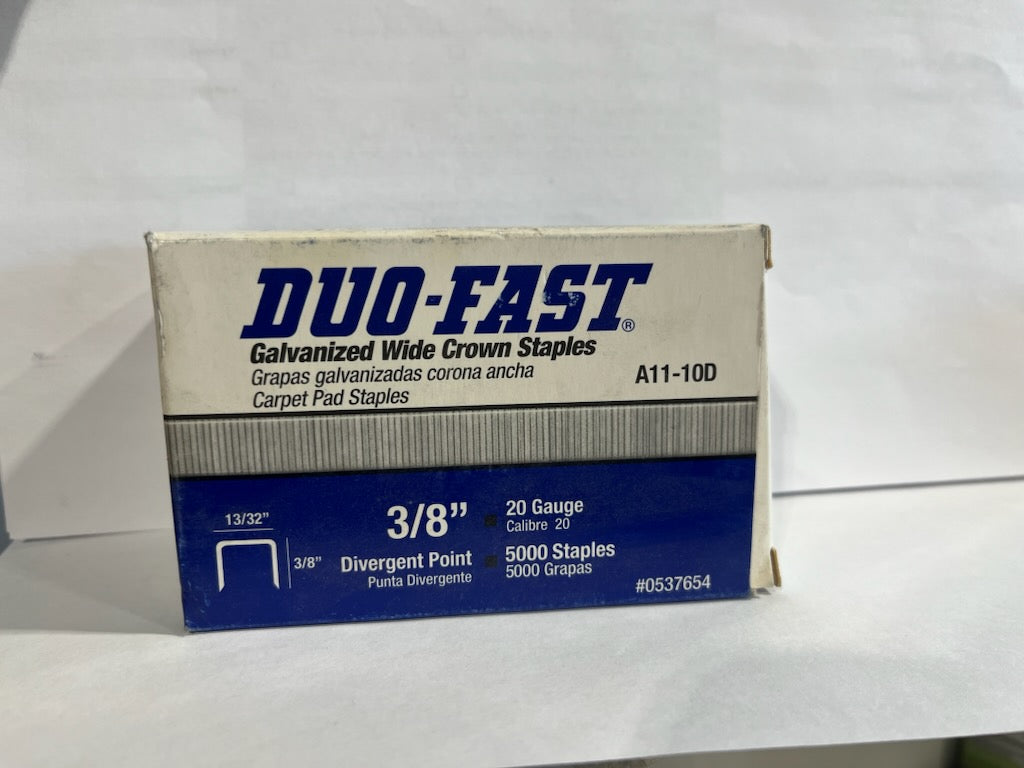 DUO-FAST®
Galvanized Wide Crown Staples
Grapas galvanizadas corona ancha
Carpet Pad Staples
A11-10D
13/32”
3/8”
3/8”
Divergent Point
Punta Divergente
20 Gauge
Calibre 20
5000 Staples
5000 Grapas
#0537654